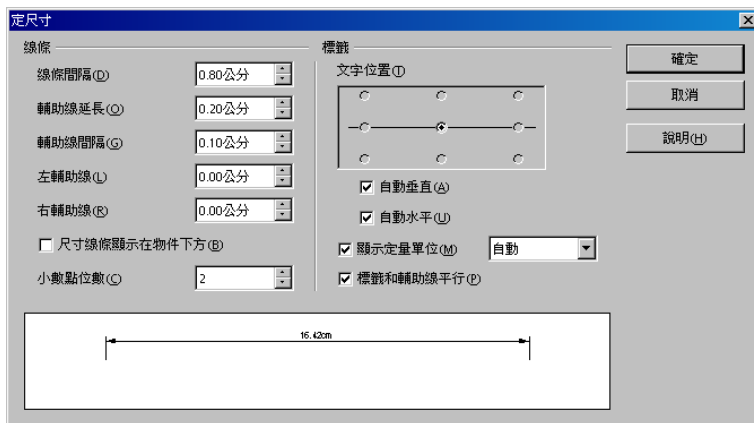 定尺寸
線條
線條間隔(D)
0.80公分
輔助線延長(O)
0.20公分
輔助線間隔(G)
0.10公分
左輔助線(L)
0.00公分
右輔助線(R)
0.00公分
尺寸線條顯示在物件下方(B)
小數點位數(C)
2
標籤
文字位置(T)
自動垂直(A)
自動水平(U)
顯示定量單位(M)
自動
標籤和輔助線平行(P)
確定
取消
說明(H)
16.42cm